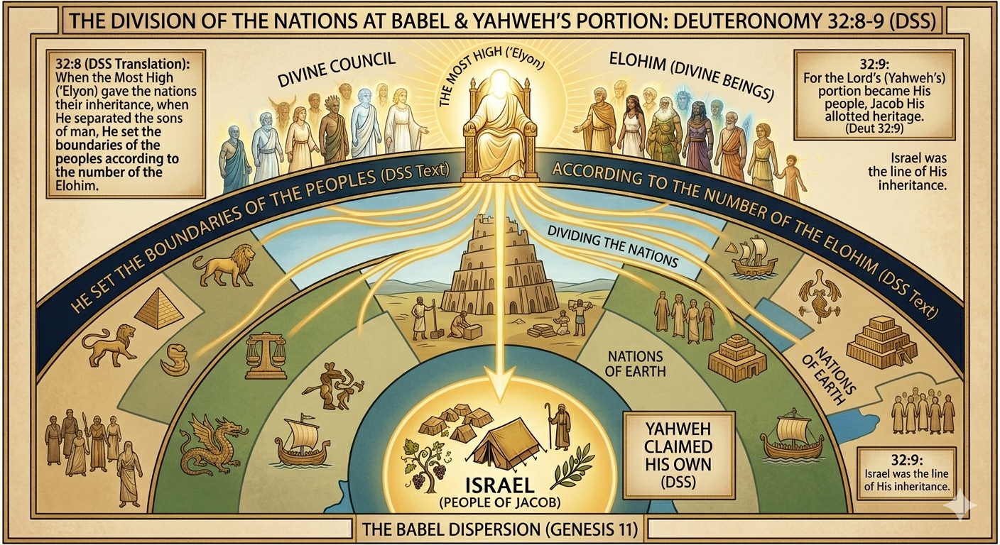 THE DIVISION OF THE NATIONS AT BABEL & YAHWEH'S PORTION: DEUTERONOMY 32:8-9 (DSS)
32:8 (DSS Translation):
When the Most High
('Elyon) gave the nations
their inheritance, when
He separated the sons
of man, He set the
boundaries of the
peoples according to
the number of the
Elohim.
DIVINE COUNCIL
THE MOST HIGH ('Elyon)
ELOHIM (DIVINE BEINGS)
32:9:
For the Lord's (Yahweh's)
portion became His
people, Jacob His
allotted heritage.
(Deut 32:9)
Israel was
the line of His
inheritance.
HE SET THE BOUNDARIES OF THE PEOPLES (DSS Text)
ACCORDING TO THE NUMBER OF THE ELOHIM (DSS Text)
DIVIDING THE NATIONS
NATIONS
OF EARTH
NATIONS
OF EARTH
YAHWEH
CLAIMED
HIS OWN
(DSS)
ISRAEL
(PEOPLE OF JACOB)
32:9:
Israel was the line
of His inheritance.
THE BABEL DISPERSION (GENESIS 11)